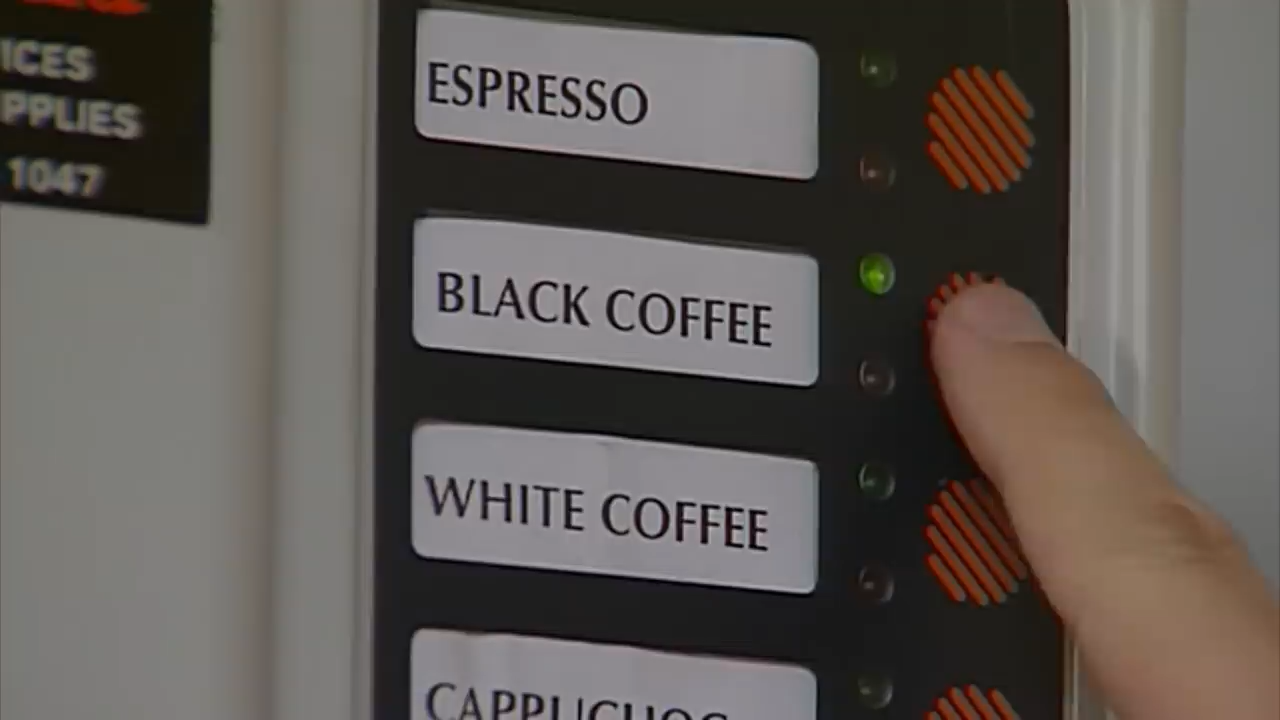 ICES
PPLIES
1047
ESPRESSO
BLACK COFFEE
WHITE COFFEE